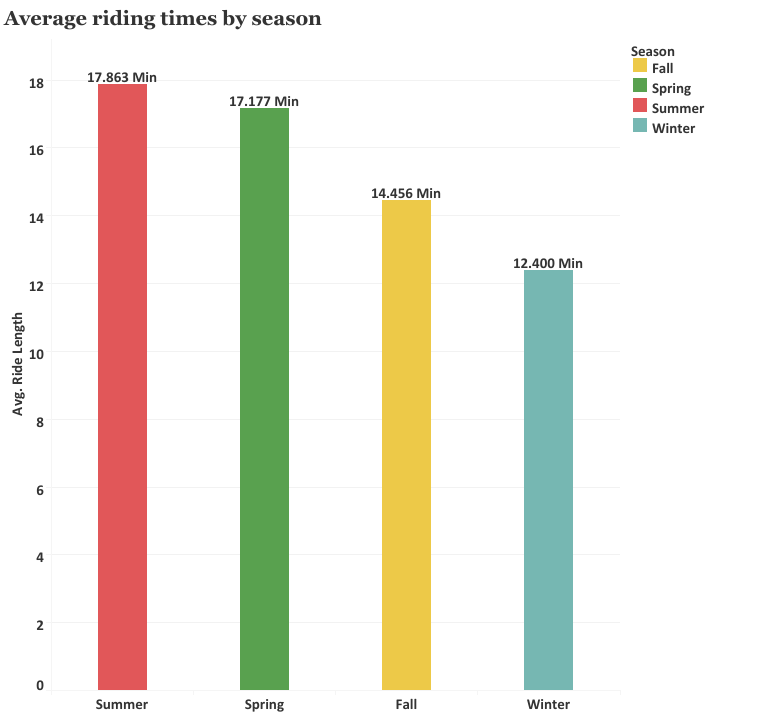 Average riding times by season
Season
Fall
Spring
Summer
Winter
17.863 Min
17.177 Min
14.456 Min
12.400 Min
Avg. Ride Length
18
16
14
12
10
8
6
4
2
0
Summer
Spring
Fall
Winter